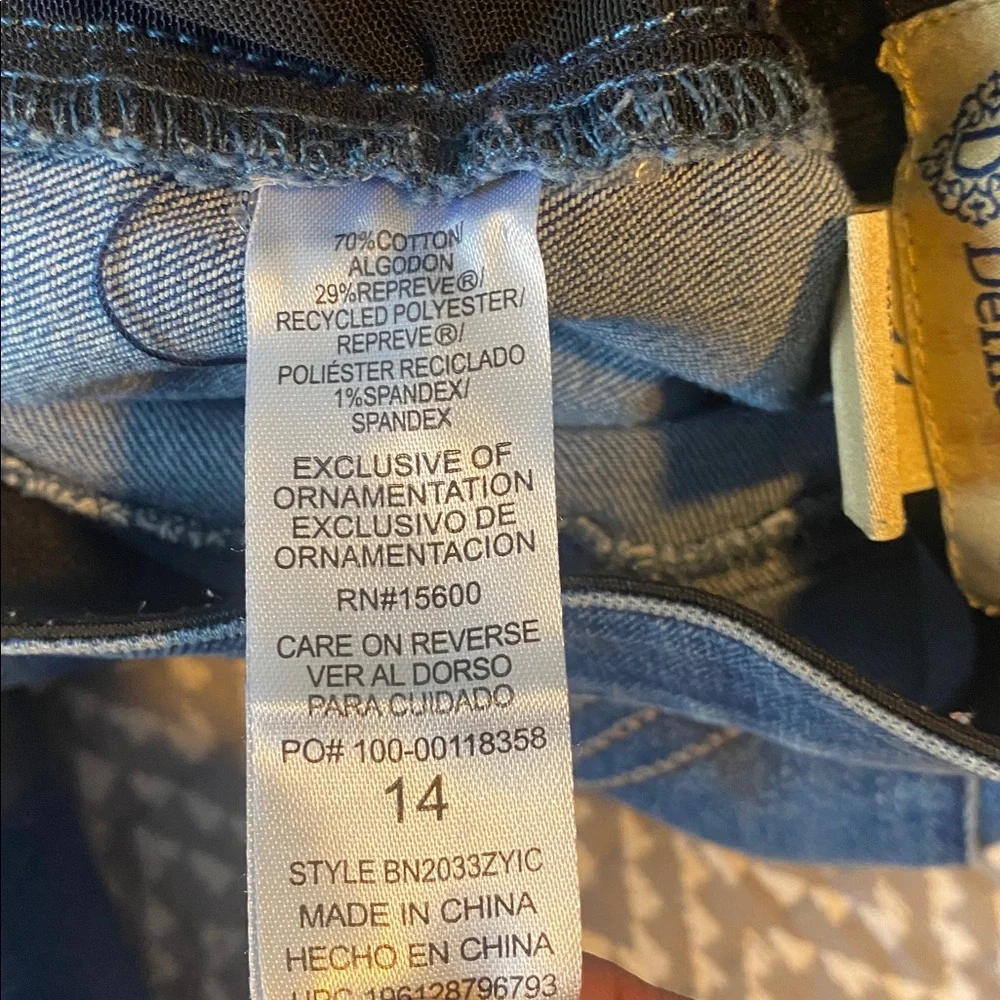 70%COTTON/
ALGODON
29%REPREVE®/
RECYCLED POLYESTER/
REPREVE®/
POLIÉSTER RECICLADO
1%SPANDEX/
SPANDEX
EXCLUSIVE OF
ORNAMENTATION
EXCLUSIVO DE
ORNAMENTACION
RN#15600
CARE ON REVERSE
VER AL DORSO
PARA CUIDADO
PO# 100-00118358
14
STYLE BN2033ZYIC
MADE IN CHINA
HECHO EN CHINA
UPC 196128796793
D